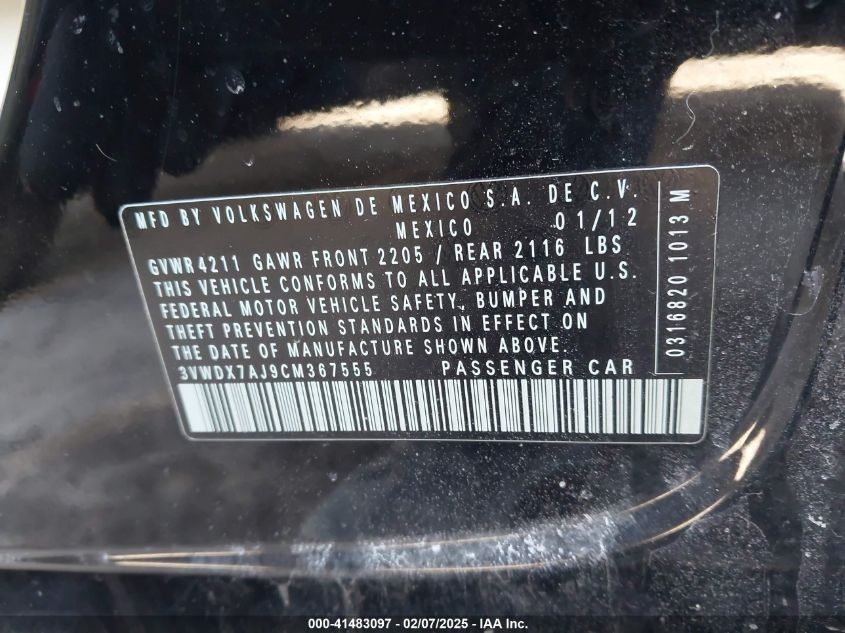 MFD BY VOLKSWAGEN DE MEXICO S.A. DE C.V.
MEXICO 01/12
GVWR 4211 GAWR FRONT 2205 / REAR 2116 LBS
THIS VEHICLE CONFORMS TO ALL APPLICABLE U.S.
FEDERAL MOTOR VEHICLE SAFETY, BUMPER AND
THEFT PREVENTION STANDARDS IN EFFECT ON
THE DATE OF MANUFACTURE SHOWN ABOVE.
3VWDX7AJ9CM367555 PASSENGER CAR
0316820 1013 M
000-41483097 - 02/07/2025 - IAA Inc.